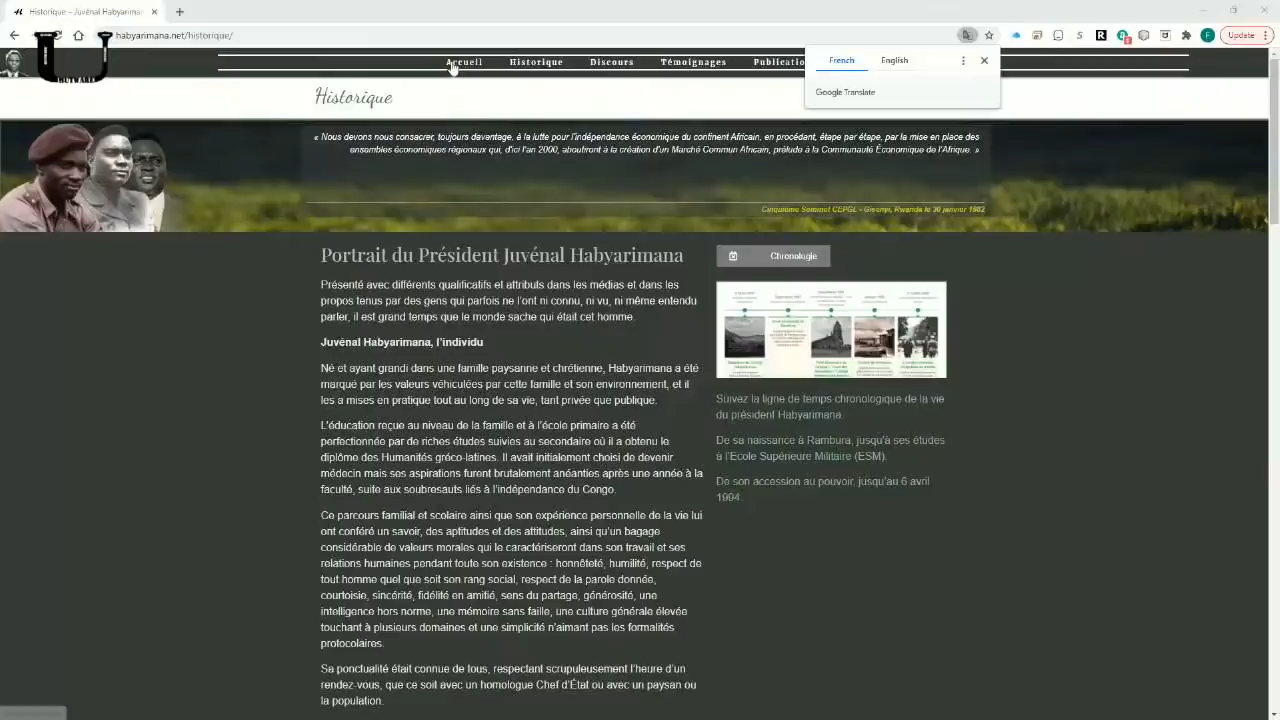 Historique – Juvénal Habyarimana
habyarimana.net/historique/
Update
Accueil Historique Discours Témoignages Publicatio
French English
Google Translate
Historique
« Nous devons nous consacrer, toujours davantage, à la lutte pour l'indépendance économique du continent Africain, en procédant, étape par étape, par la mise en place des
ensembles économiques régionaux qui, d'ici l'an 2000, aboutiront à la création d'un Marché Commun Africain, prélude à la Communauté Économique de l'Afrique. »
Cinquième Sommet CEPGL - Gisenyi, Rwanda le 30 janvier 1982
Portrait du Président Juvénal Habyarimana
Présenté avec différents qualificatifs et attributs dans les médias et dans les
propos tenus par des gens qui parfois ne l'ont ni connu, ni vu, ni même entendu
parler, il est grand temps que le monde sache qui était cet homme.
Juvénal Habyarimana, l'individu
Né et ayant grandi dans une famille paysanne et chrétienne, Habyarimana a été
marqué par les valeurs véhiculées par cette famille et son environnement, et il
les a mises en pratique tout au long de sa vie, tant privée que publique.
L'éducation reçue au niveau de la famille et à l'école primaire a été
perfectionnée par de riches études suivies au secondaire où il a obtenu le
diplôme des Humanités gréco-latines. Il avait initialement choisi de devenir
médecin mais ses aspirations furent brutalement anéanties après une année à la
faculté, suite aux soubresauts liés à l'indépendance du Congo.
Ce parcours familial et scolaire ainsi que son expérience personnelle de la vie lui
ont conféré un savoir, des aptitudes et des attitudes, ainsi qu'un bagage
considérable de valeurs morales qui le caractériseront dans son travail et ses
relations humaines pendant toute son existence : honnêteté, humilité, respect de
tout homme quel que soit son rang social, respect de la parole donnée,
courtoisie, sincérité, fidélité en amitié, sens du partage, générosité, une
intelligence hors norme, une mémoire sans faille, une culture générale élevée
touchant à plusieurs domaines et une simplicité n'aimant pas les formalités
protocolaires.
Sa ponctualité était connue de tous, respectant scrupuleusement l'heure d'un
rendez-vous, que ce soit avec un homologue Chef d'État ou avec un paysan ou
la population.
Chronologie
Suivez la ligne de temps chronologique de la vie
du président Habyarimana.
De sa naissance à Rambura, jusqu'à ses études
à l'Ecole Supérieure Militaire (ESM).
De son accession au pouvoir, jusqu'au 6 avril
1994.